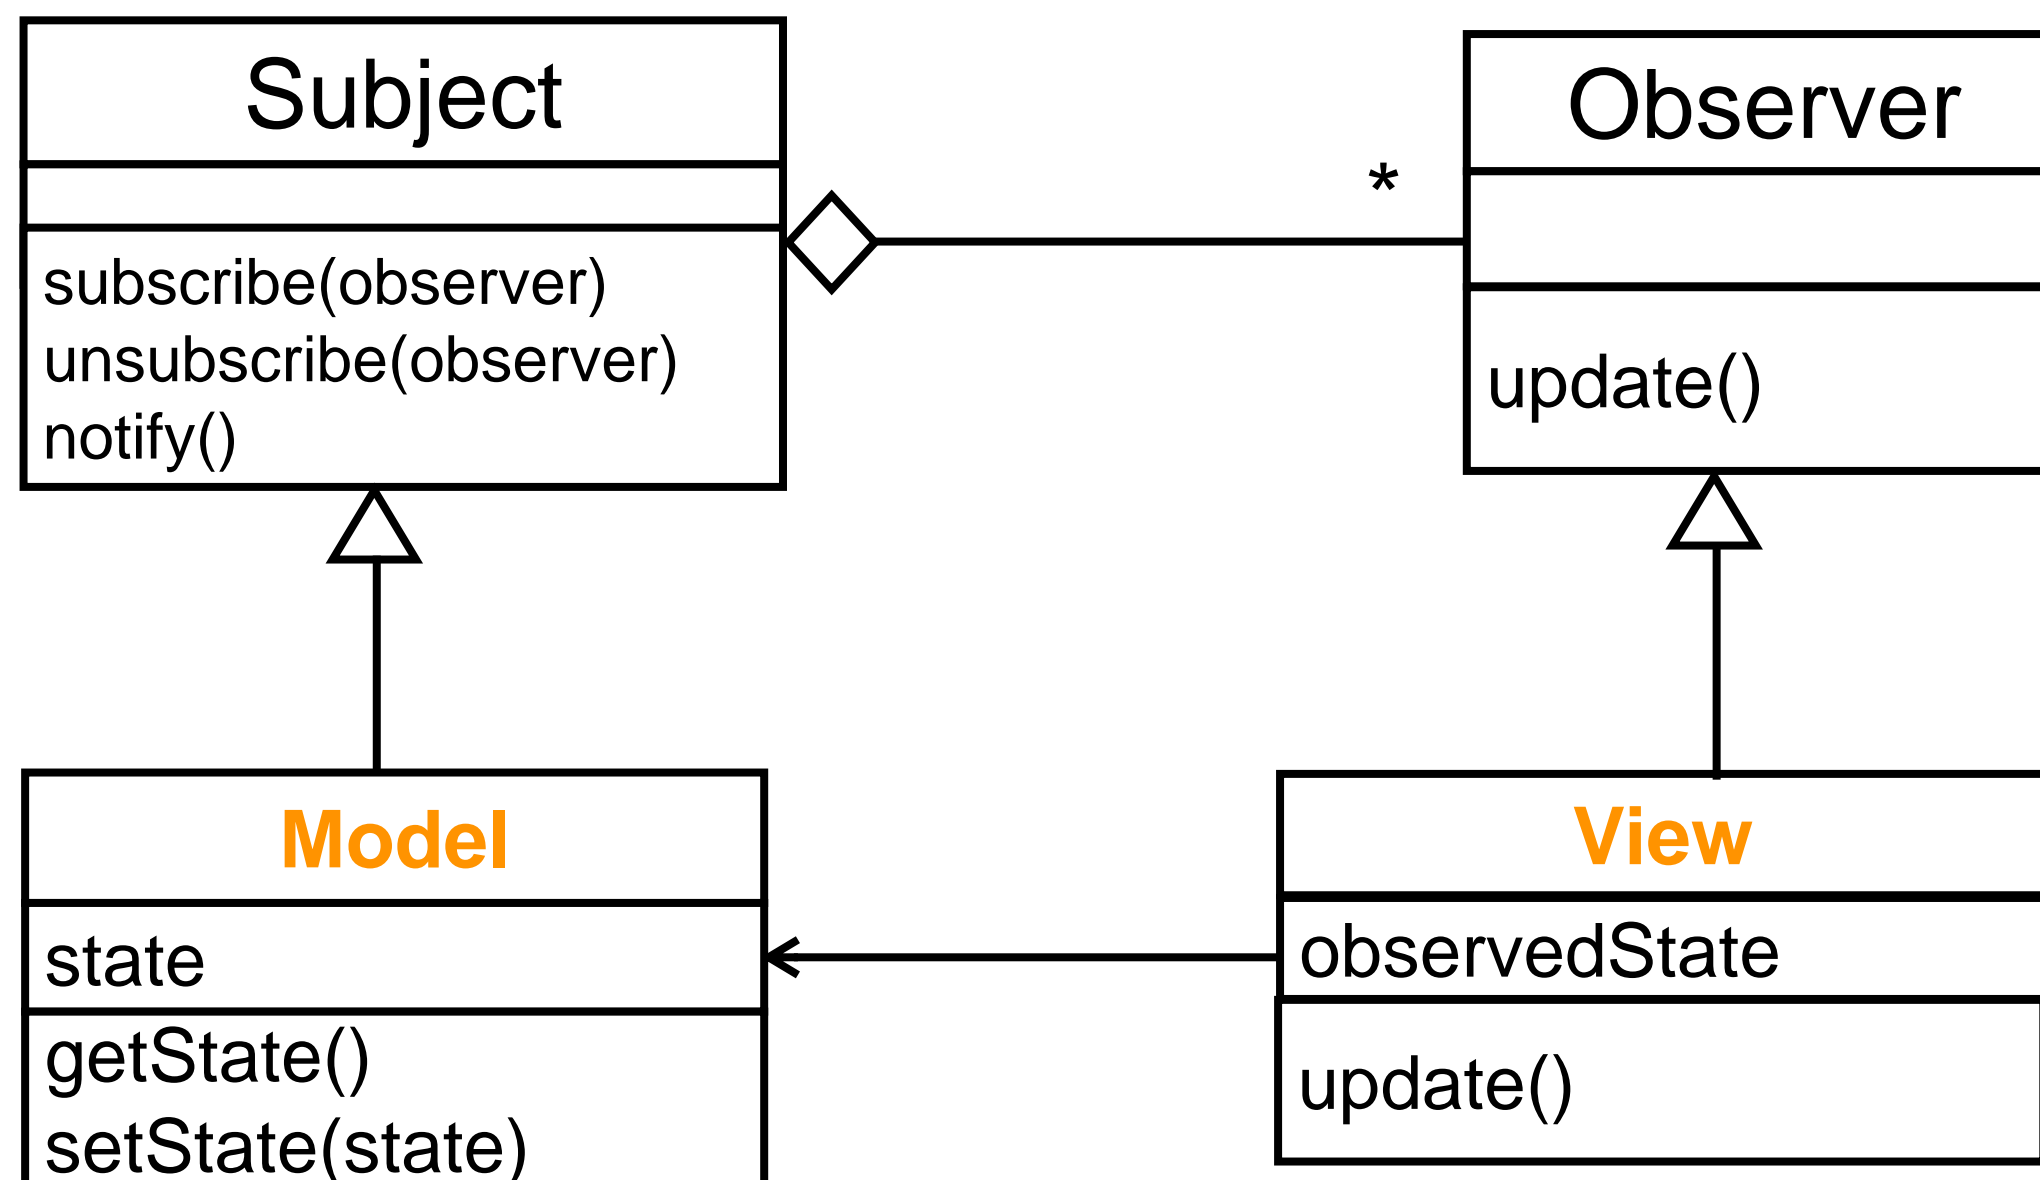 Subject
subscribe(observer)
unsubscribe(observer)
notify()
*
Observer
update()
Model
state
getState()
setState(state)
View
observedState
update()